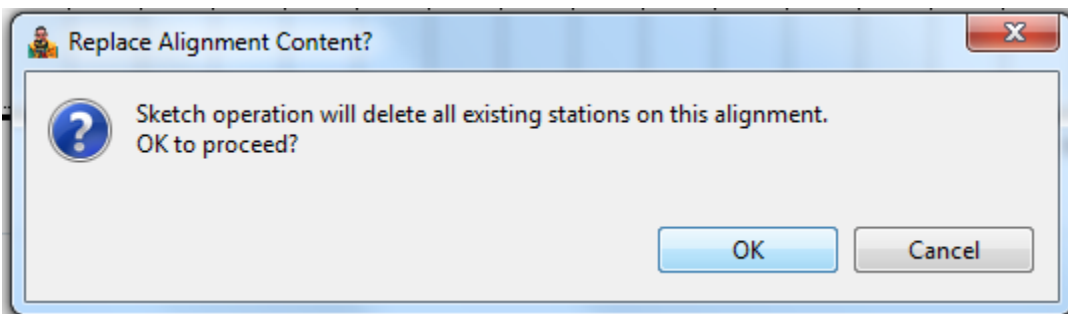 Replace Alignment Content?
Sketch operation will delete all existing stations on this alignment.
OK to proceed?
OK
Cancel